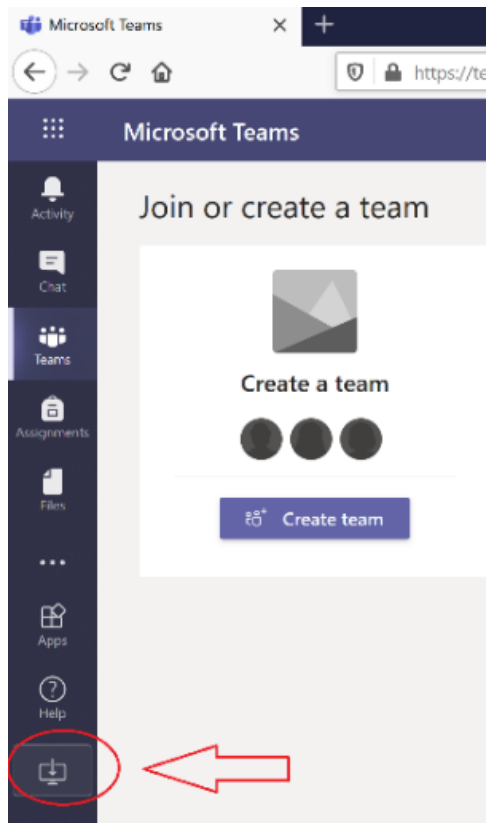 Microsoft Teams
https://te
Microsoft Teams
Activity
Join or create a team
Chat
Teams
Create a team
Assignments
Files
Create team
Apps
Help